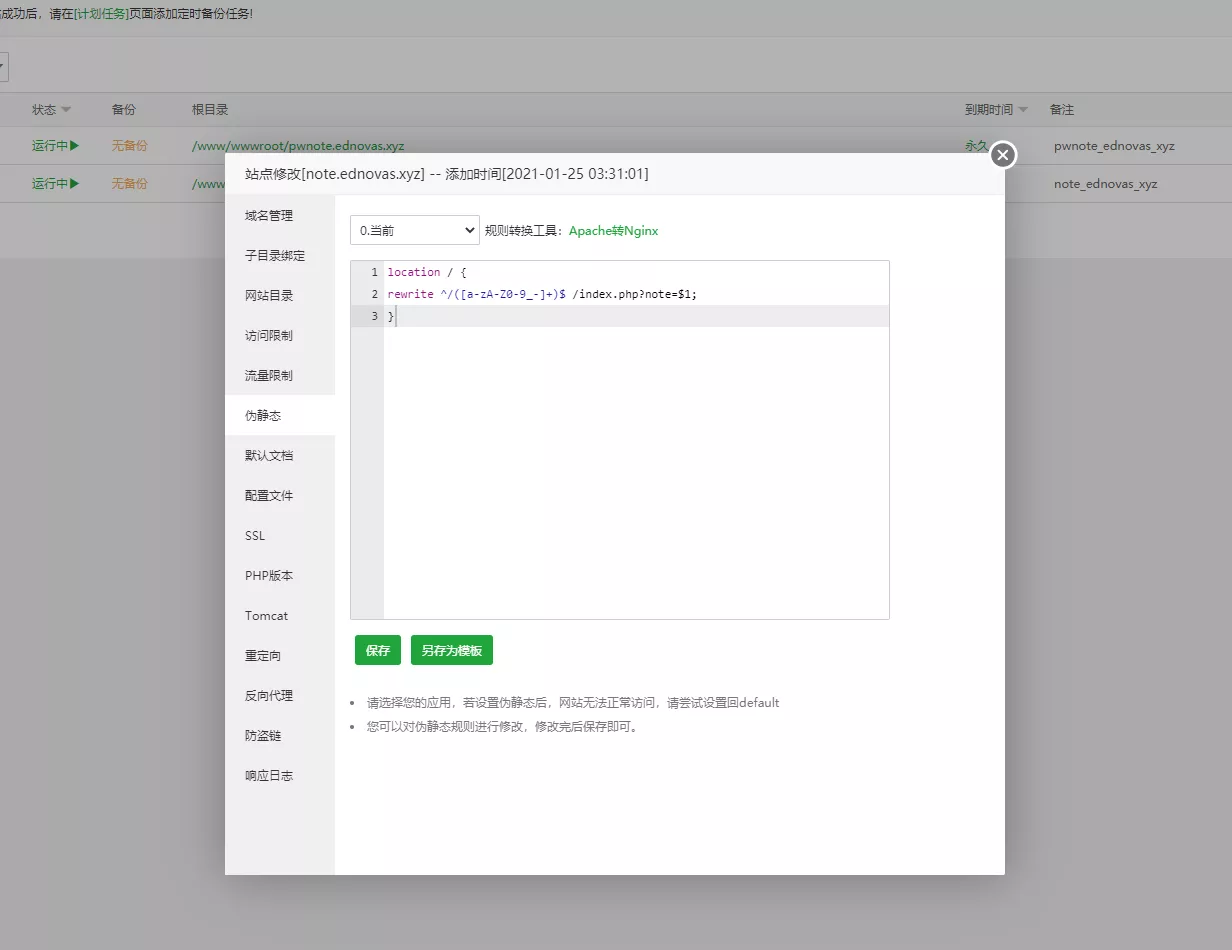 成功后，请在[计划任务]页面添加定时备份任务!
状态 备份 根目录 到期时间 备注
运行中 无备份 /www/wwwroot/pwnote.ednovas.xyz 永久 pwnote_ednovas_xyz
运行中 无备份 /www note_ednovas_xyz
站点修改[note.ednovas.xyz] -- 添加时间[2021-01-25 03:31:01]
域名管理
子目录绑定
网站目录
访问限制
流量限制
伪静态
默认文档
配置文件
SSL
PHP版本
Tomcat
重定向
反向代理
防盗链
响应日志
0.当前 规则转换工具：Apache转Nginx
1 location / {
2 rewrite ^/([a-zA-Z0-9_-]+)$ /index.php?note=$1;
3 }
保存 另存为模板
请选择您的应用，若设置伪静态后，网站无法正常访问，请尝试设置回default
您可以对伪静态规则进行修改，修改完后保存即可。